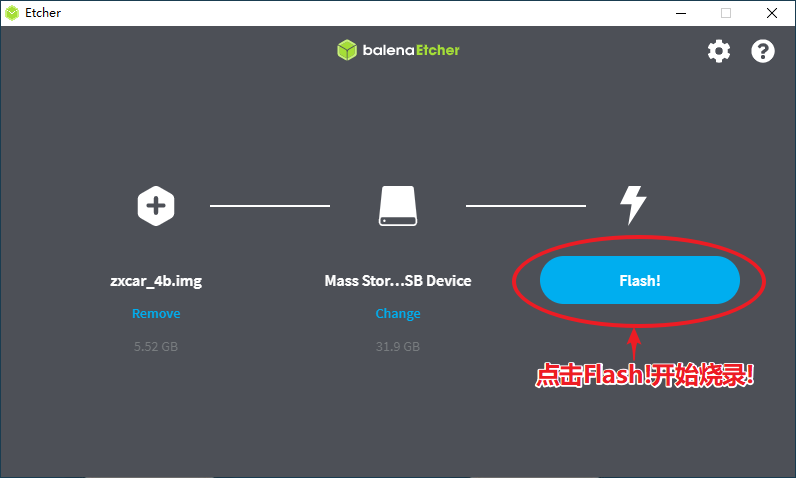 Etcher
balenaEtcher
zxcar_4b.img
Mass Stor...SB Device
Flash!
Remove
Change
5.52 GB
31.9 GB
点击Flash!开始烧录!